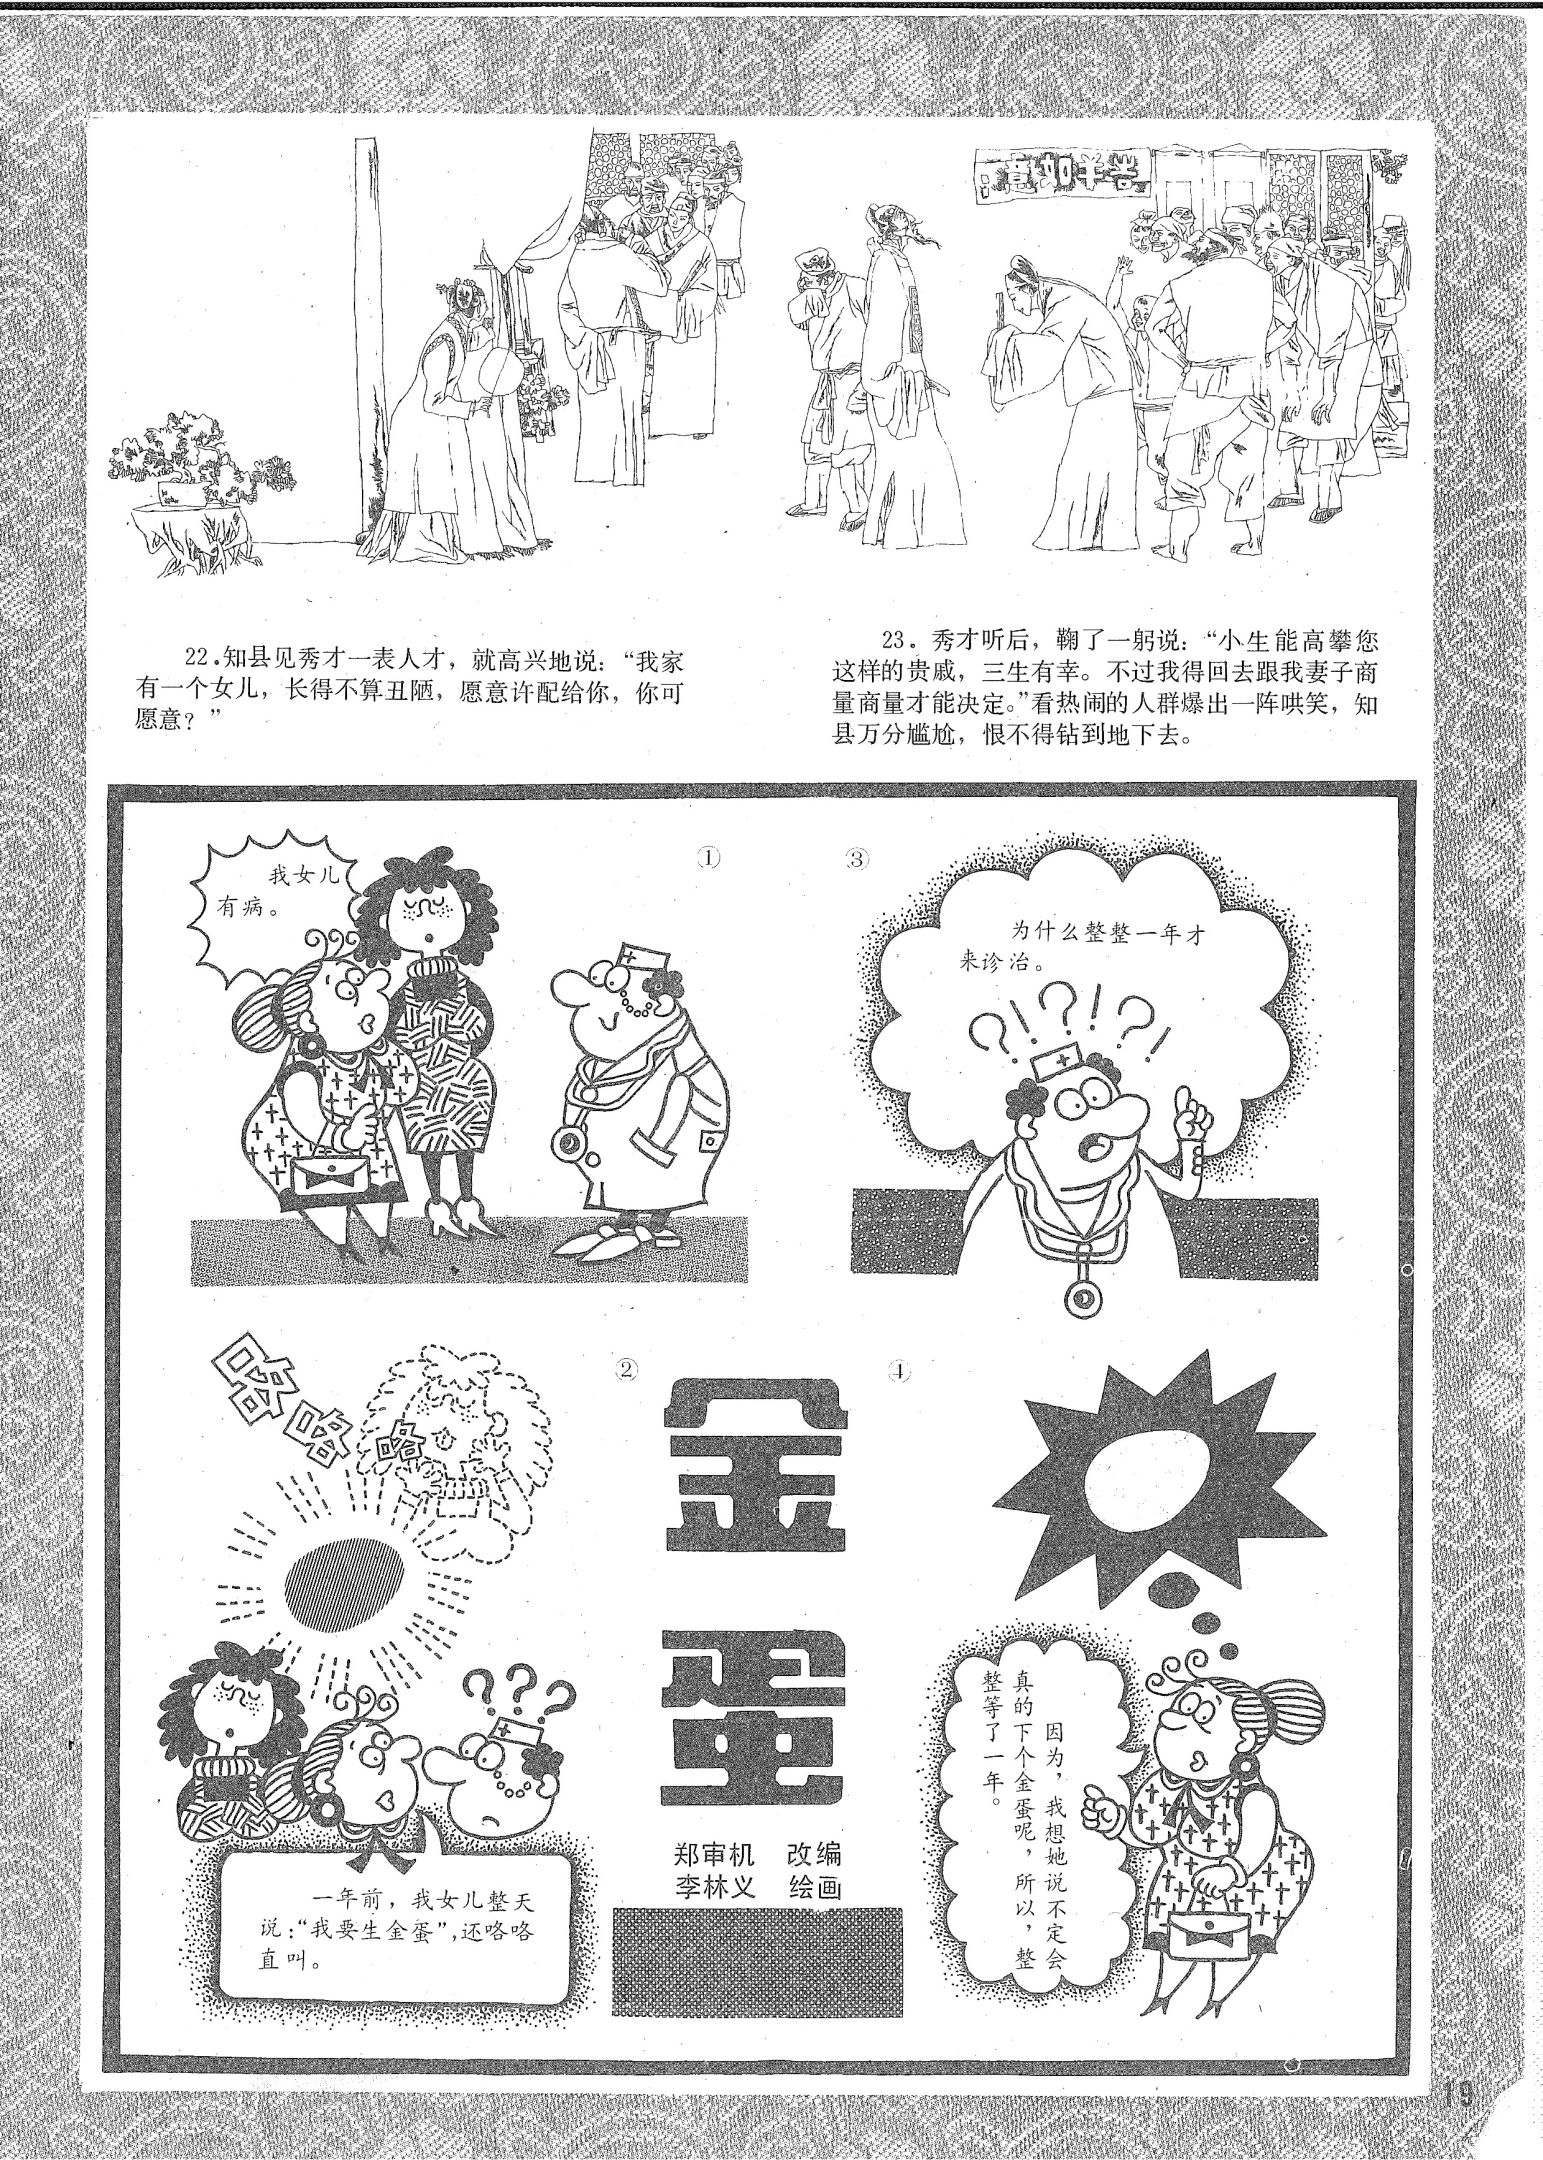 吉祥如意
22.知县见秀才一表人才，就高兴地说：“我家
有一个女儿，长得不算丑陋，愿意许配给你，你可
愿意？”
23. 秀才听后，鞠了一躬说：“小生能高攀您
这样的贵戚，三生有幸。不过我得回去跟我妻子商
量商量才能决定。”看热闹的人群爆出一阵哄笑，知
县万分尴尬，恨不得钻到地下去。
①
我女儿
有病。
②
咯
咯
咯
???
一年前，我女儿整天
说：“我要生金蛋”，还咯咯
直叫。
③
为什么整整一年才
来诊治。
?!?!?!
④
因为，我想她说不定会
真的下个金蛋呢，所以，整
整等了一年。
金
蛋
郑审机 改编
李林义 绘画
19